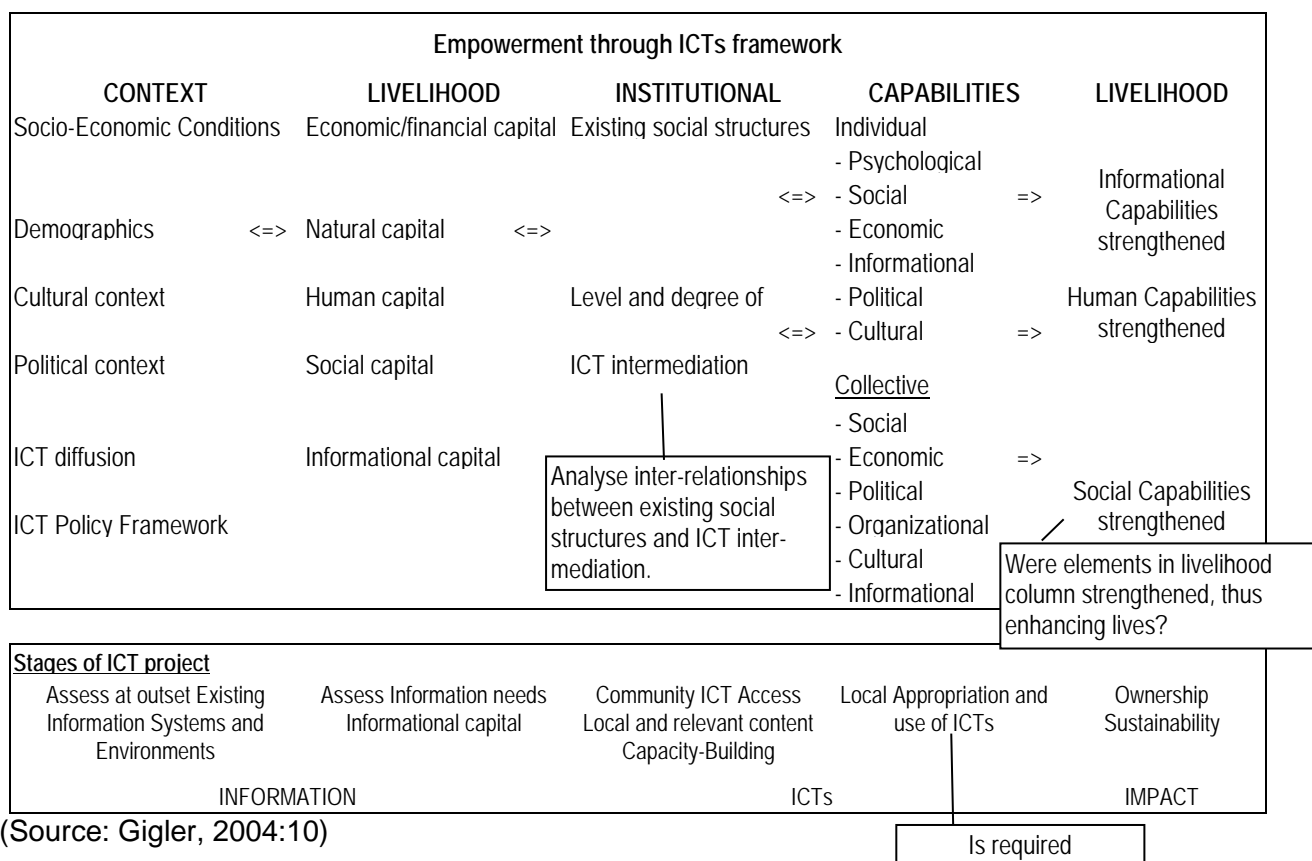 Empowerment through ICTs framework
CONTEXT LIVELIHOOD INSTITUTIONAL CAPABILITIES LIVELIHOOD
Socio-Economic Conditions Economic/financial capital Existing social structures Individual
- Psychological
Informational
<=> - Social =>
Capabilities
Demographics <=> Natural capital <=> - Economic
strengthened
- Informational
Cultural context Human capital Level and degree of - Political Human Capabilities
<=> - Cultural => strengthened
Political context Social capital ICT intermediation
Collective
- Social
ICT diffusion Informational capital - Economic =>
Analyse inter-relationships
between existing social
structures and ICT inter-
mediation.
- Political Social Capabilities
ICT Policy Framework - Organizational strengthened
- Cultural
- Informational
Were elements in livelihood
column strengthened, thus
enhancing lives?
Stages of ICT project
Assess at outset Existing
Information Systems and
Environments
Assess Information needs
Informational capital
Community ICT Access
Local and relevant content
Capacity-Building
Local Appropriation and
use of ICTs
Ownership
Sustainability
INFORMATION ICTs IMPACT
(Source: Gigler, 2004:10)
Is required